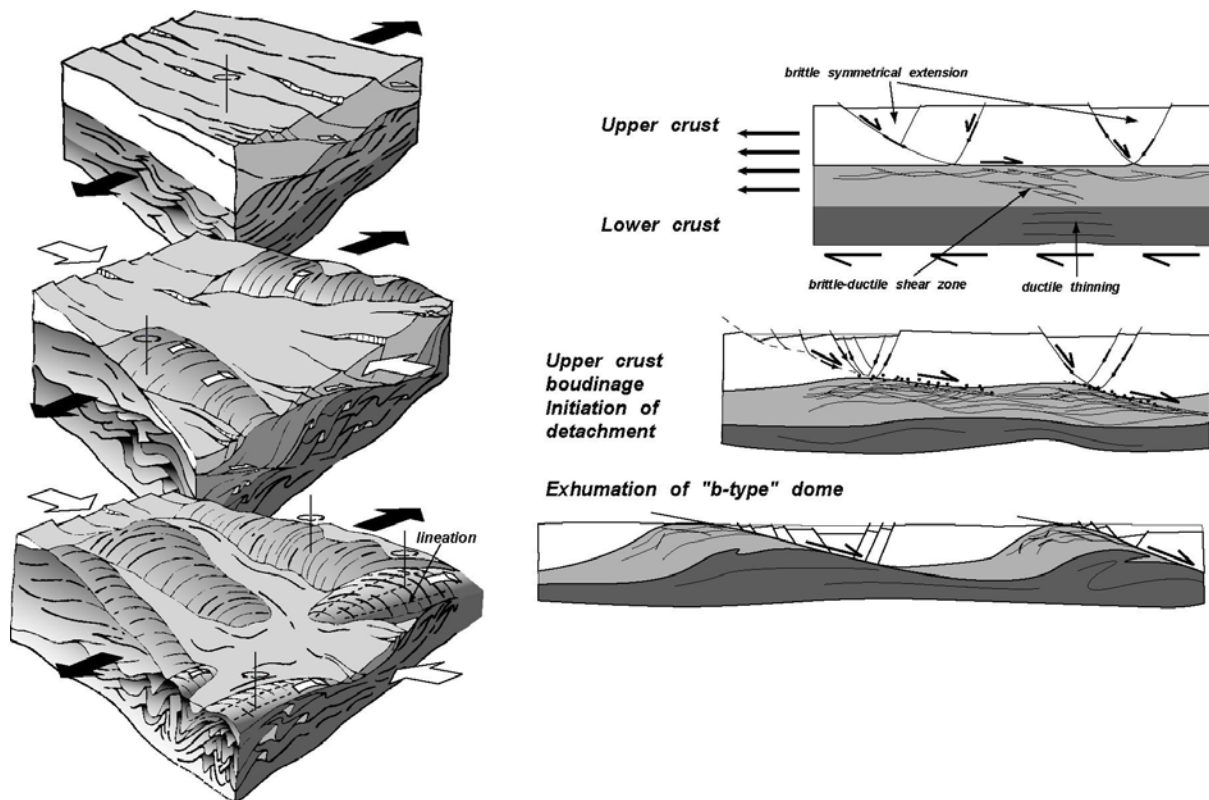 brittle symmetrical extension
Upper crust
Lower crust
brittle-ductile shear zone
ductile thinning
Upper crust
boudinage
Initiation of
detachment
Exhumation of "b-type" dome
lineation